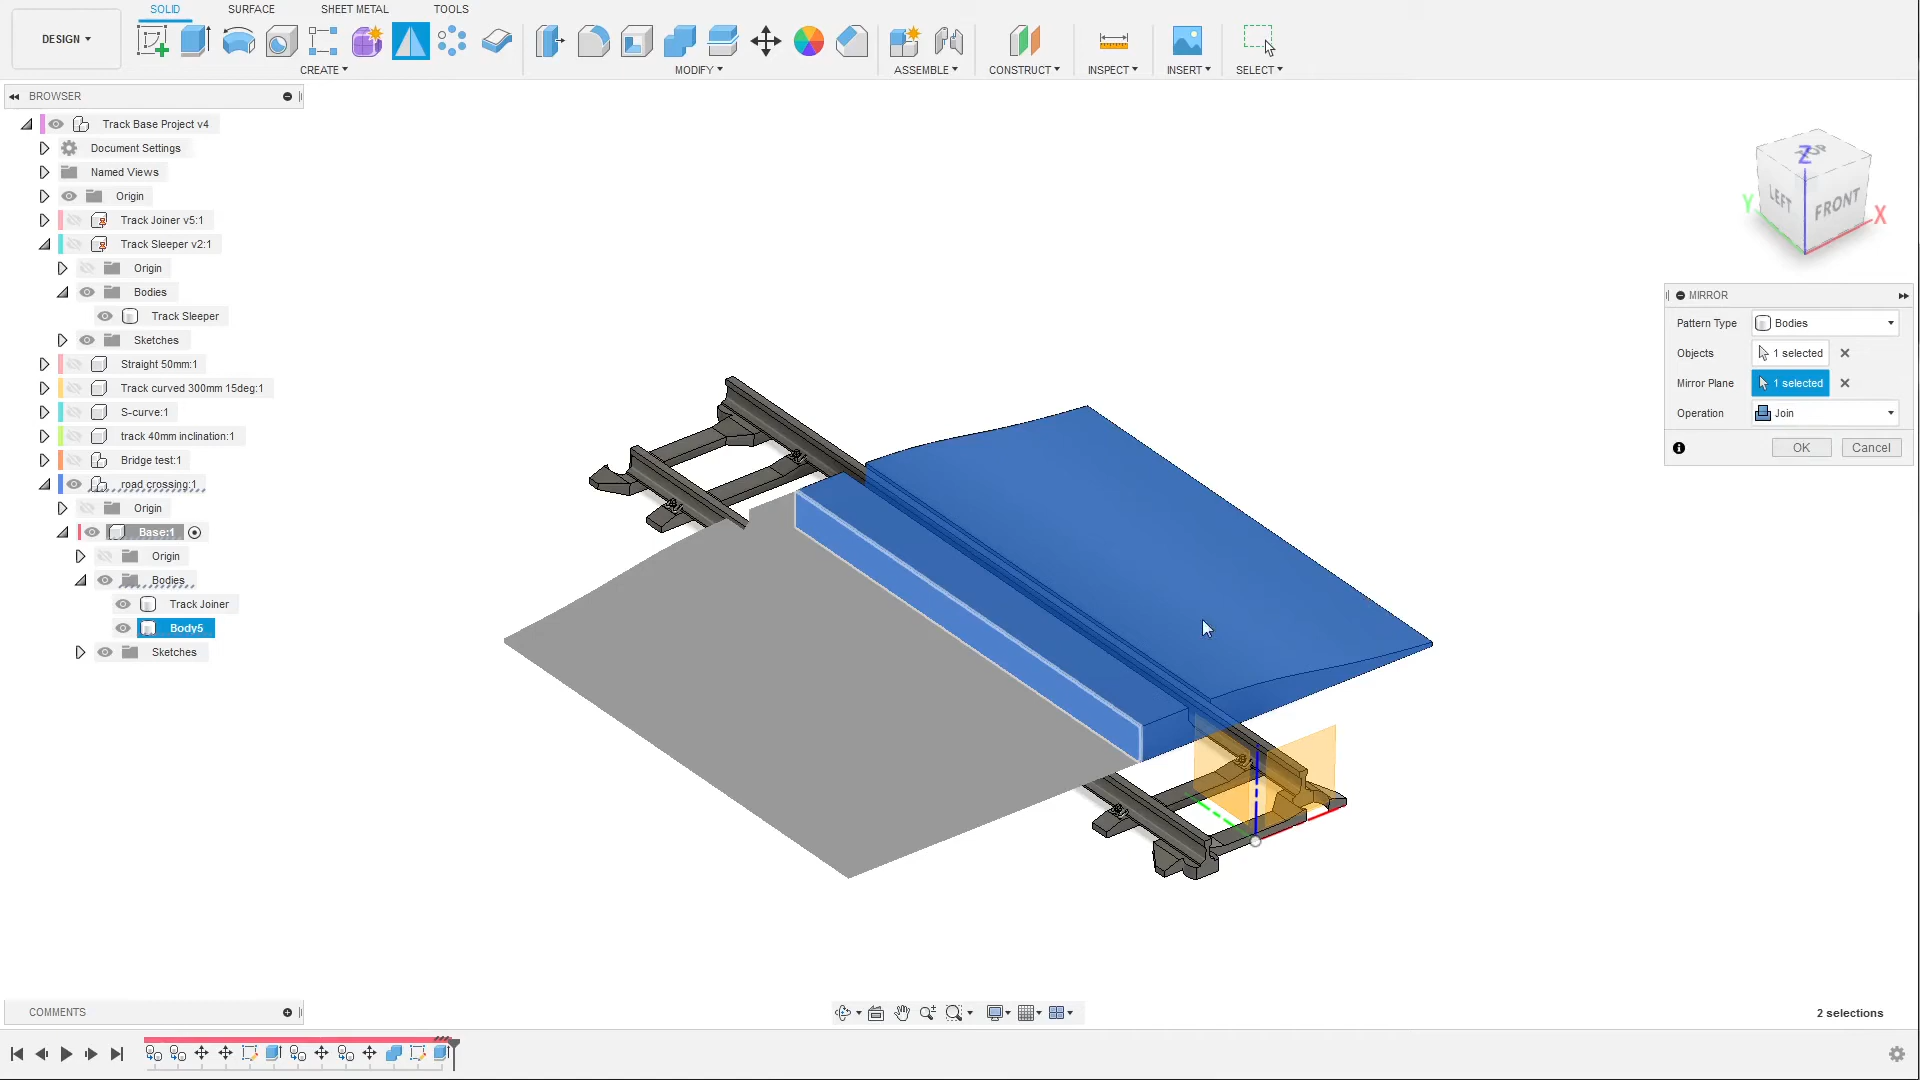 SOLID SURFACE SHEET METAL TOOLS
DESIGN
CREATE MODIFY ASSEMBLE CONSTRUCT INSPECT INSERT SELECT
BROWSER
Track Base Project v4
Document Settings
Named Views
Origin
Track Joiner v5:1
Track Sleeper v2:1
Origin
Bodies
Track Sleeper
Sketches
Straight 50mm:1
Track curved 300mm 15deg:1
S-curve:1
track 40mm inclination:1
Bridge test:1
road crossing:1
Origin
Base:1
Origin
Bodies
Track Joiner
Body5
Sketches
TOP
Z
LEFT FRONT
Y
X
MIRROR
Pattern Type Bodies
Objects 1 selected
Mirror Plane 1 selected
Operation Join
OK Cancel
COMMENTS
2 selections